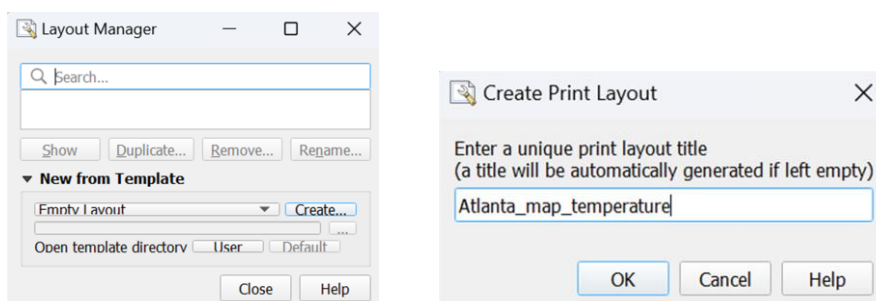 Layout Manager
Search...
Show Duplicate... Remove... Rename...
New from Template
Empty Layout Create...
...
Open template directory User Default
Close Help
Create Print Layout
Enter a unique print layout title
(a title will be automatically generated if left empty)
Atlanta_map_temperature
OK Cancel Help